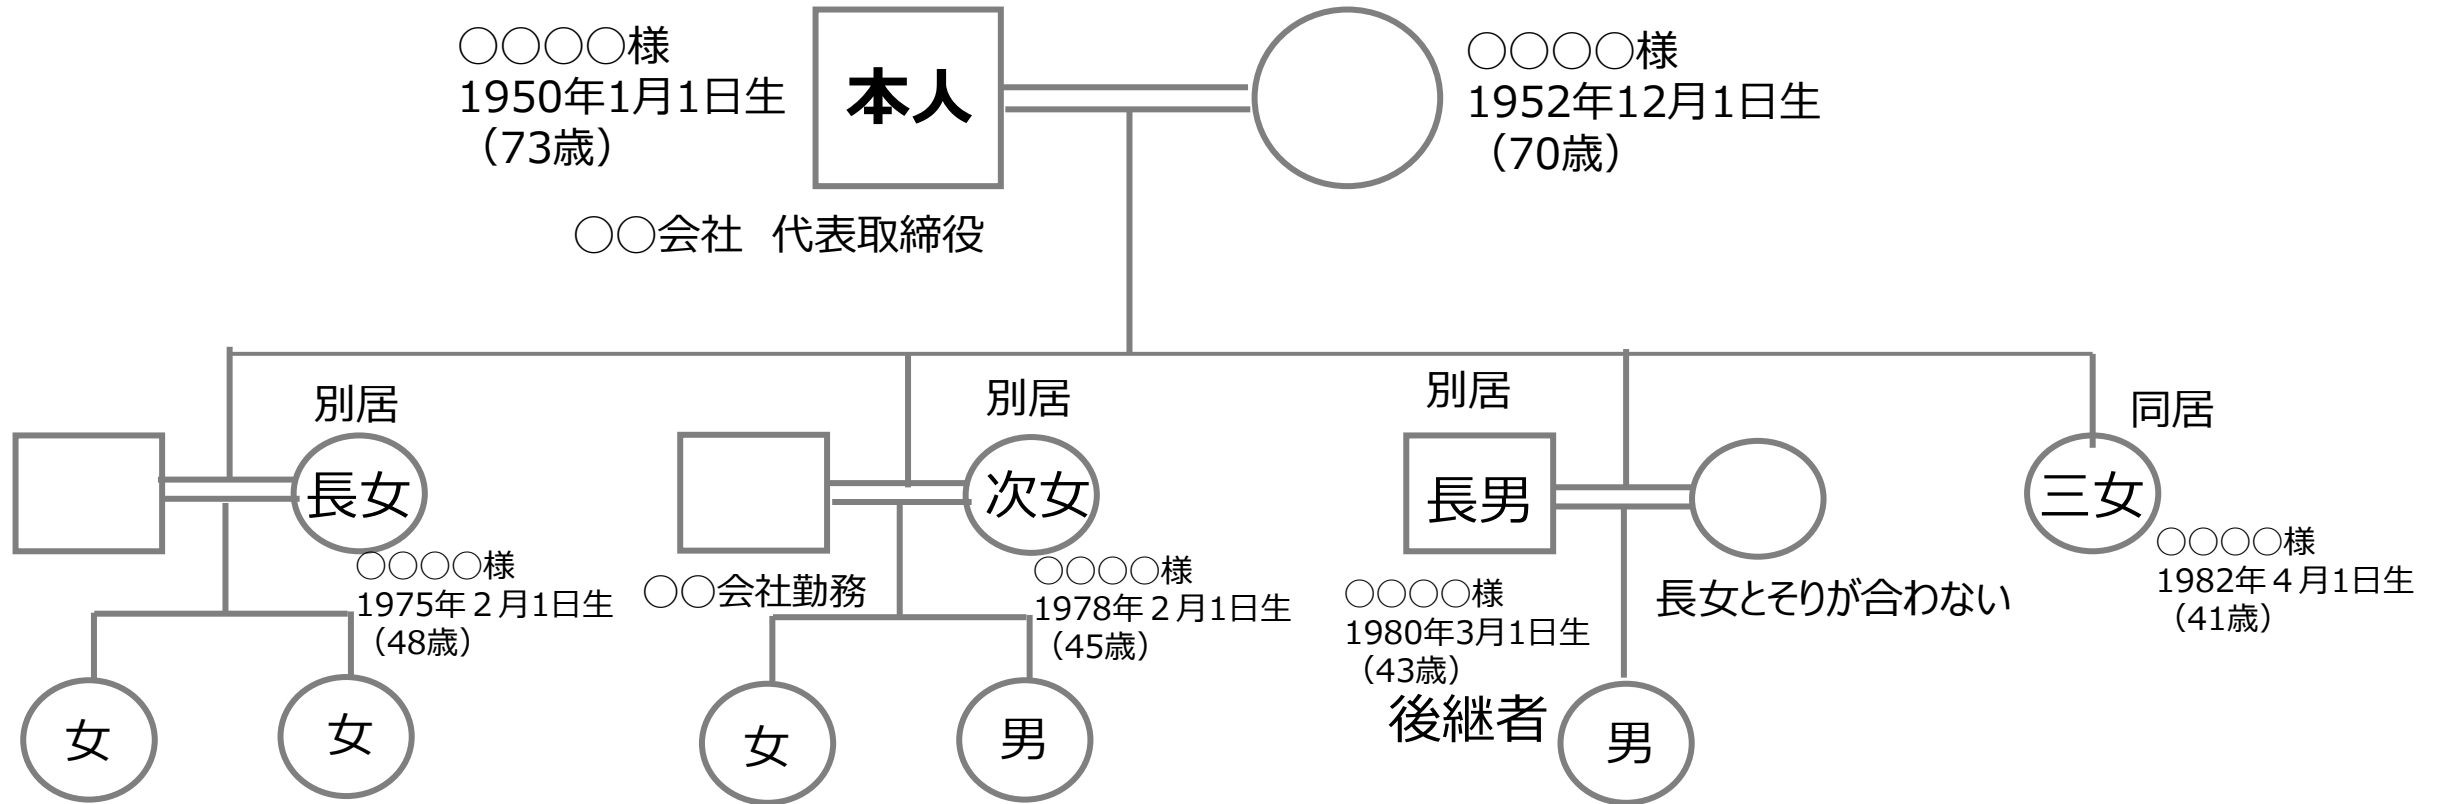 ○○○○様
1950年1月1日生
（73歳）
本人
○○○○様
1952年12月1日生
（70歳）
○○会社　代表取締役
別居
長女
○○○○様
1975年２月1日生
（48歳）
女
女
別居
次女
○○会社勤務
○○○○様
1978年２月1日生
（45歳）
女
男
別居
長男
○○○○様
1980年3月1日生
（43歳）
後継者
長女とそりが合わない
男
同居
三女
○○○○様
1982年４月1日生
（41歳）